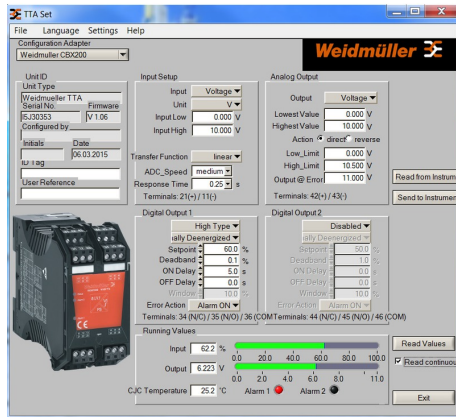 TTA Set
File Language Settings Help
Configuration Adapter
Weidmuller CBX200
Weidmüller
Unit ID
Unit Type
Weidmueller TTA
Serial No. Firmware
V 1.06
Configured by
Initials Date
06.03.2015
ID Tag
User Reference
Input Setup
Input Voltage
Unit V
Input Low 0.000 V
Input High 10.000 V
Transfer Function linear
ADC_Speed medium
Response Time 0.25 s
Terminals: 21(+) / 11(-)
Analog Output
Output Voltage
Lowest Value 0.000 V
Highest Value 10.000 V
Action direct reverse
Low_Limit 0.000 V
High_Limit 10.500 V
Output @ Error 11.000 V
Terminals: 42(+) / 43(-)
Read from Instrum
Send to Instrumen
Digital Output 1
High Type
ally Deenergized
Setpoint 60.0 %
Deadband 0.1 %
ON Delay 5.0 s
OFF Delay 0.0 s
Window 10.0 %
Error Action Alarm ON
Terminals: 34 (N/C) / 35 (N/O) / 36 (COM
Digital Output 2
Disabled
ally Deenergized
Setpoint 50.0 %
Deadband 1.0 %
ON Delay 0.0 s
OFF Delay 0.0 s
Window 10.0 %
Error Action Alarm ON
Terminals: 44 (N/C) / 45 (N/O) / 46 (COM)
Running Values
Input 62.2 %
0.0 20.0 40.0 60.0 80.0 100.0
Output 6.223 V
0.0 2.0 4.0 6.0 8.0 11.0
CJC Temperature 25.2 °C Alarm 1 Alarm 2
Read Values
Read continuou
Exit